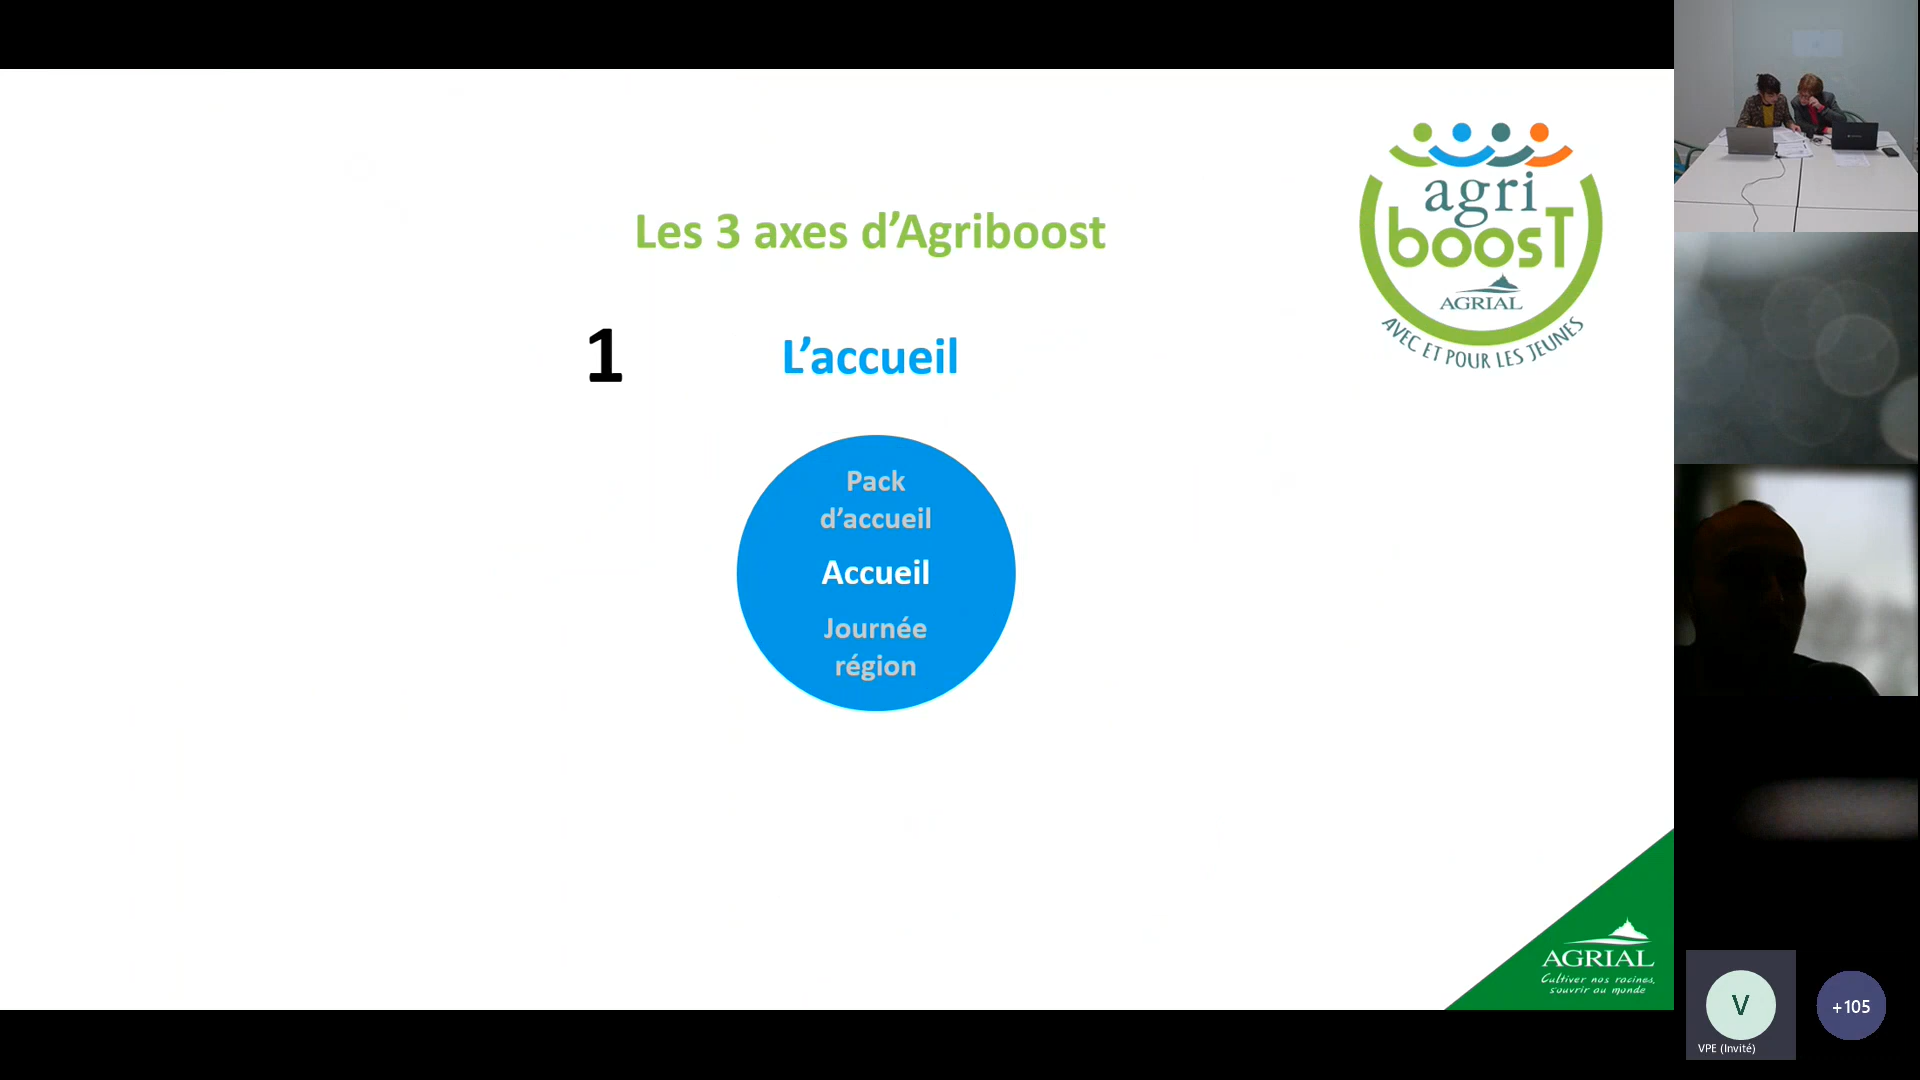 Les 3 axes d'Agriboost
1
L'accueil
Pack
d'accueil
Accueil
Journée
région
agri
boosT
AGRIAL
AVEC ET POUR LES JEUNES
AGRIAL
Cultiver nos racines,
s'ouvrir au monde
V
VPE (Invité)
+105